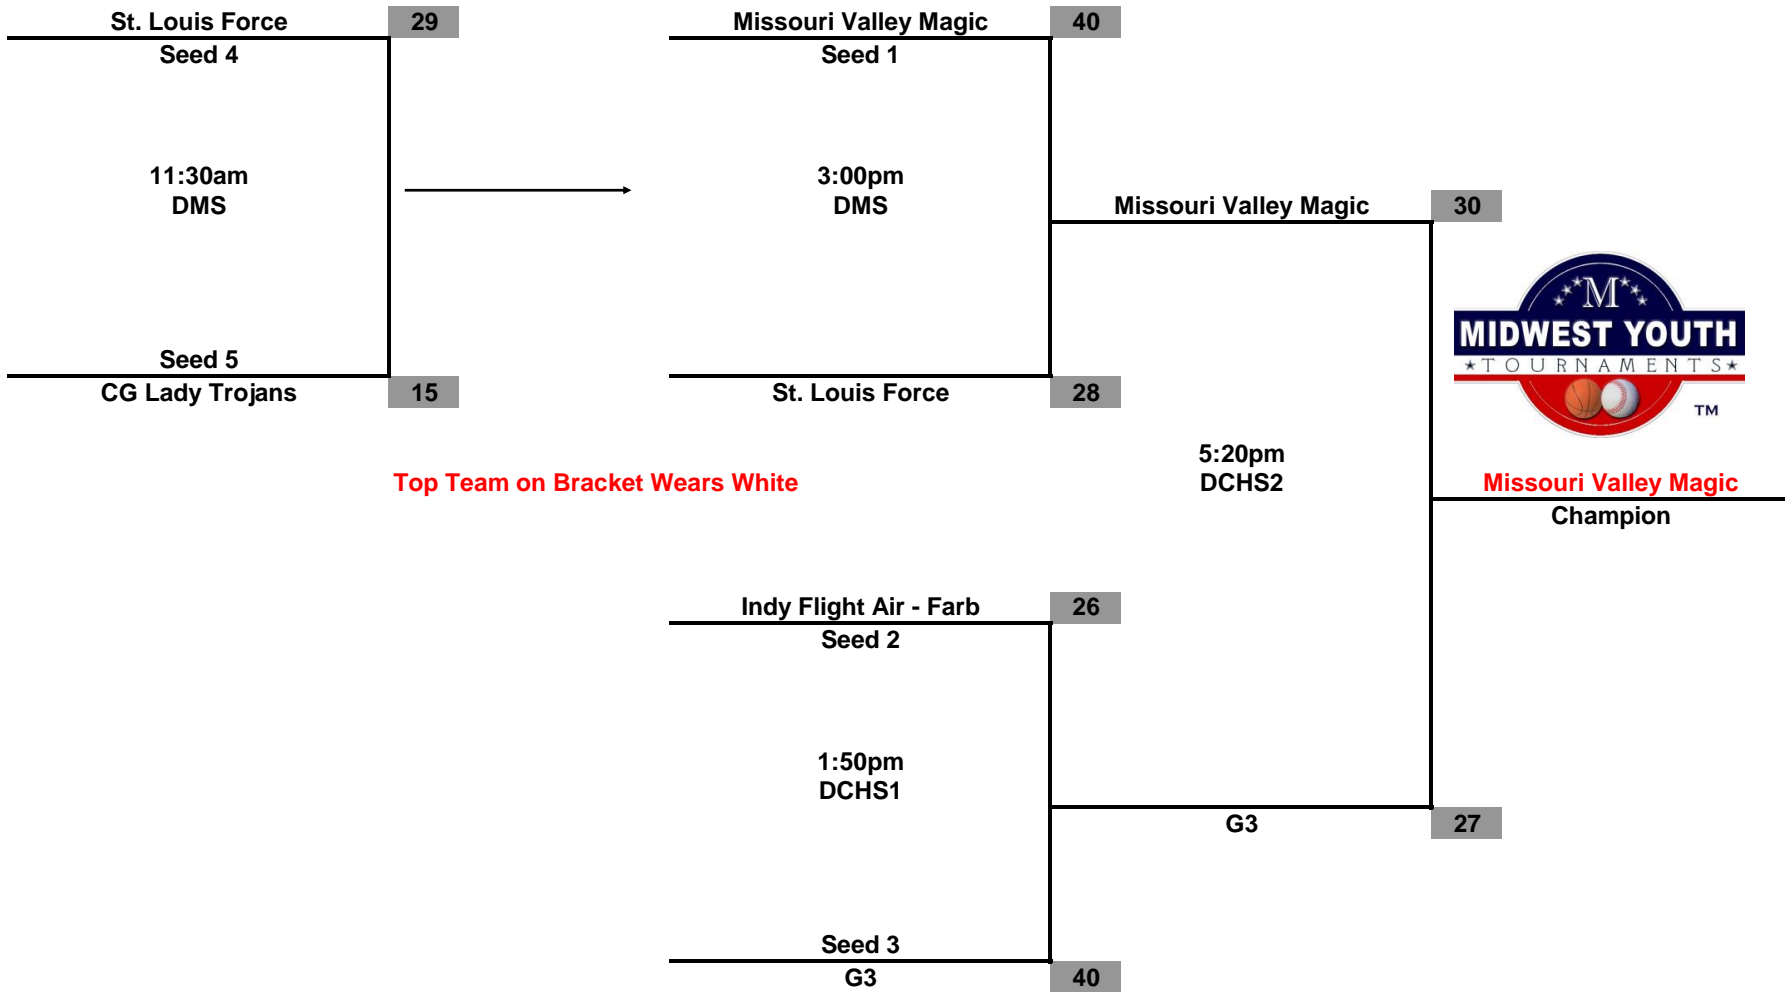 St. Louis Force 29
Seed 4
11:30am
DMS
Seed 5
CG Lady Trojans 15
Missouri Valley Magic 40
Seed 1
3:00pm
DMS
St. Louis Force 28
Missouri Valley Magic 30
M
MIDWEST YOUTH
TOURNAMENTS
TM
5:20pm
DCHS2
Top Team on Bracket Wears White
Missouri Valley Magic
Champion
Indy Flight Air - Farb 26
Seed 2
1:50pm
DCHS1
G3 27
Seed 3
G3 40